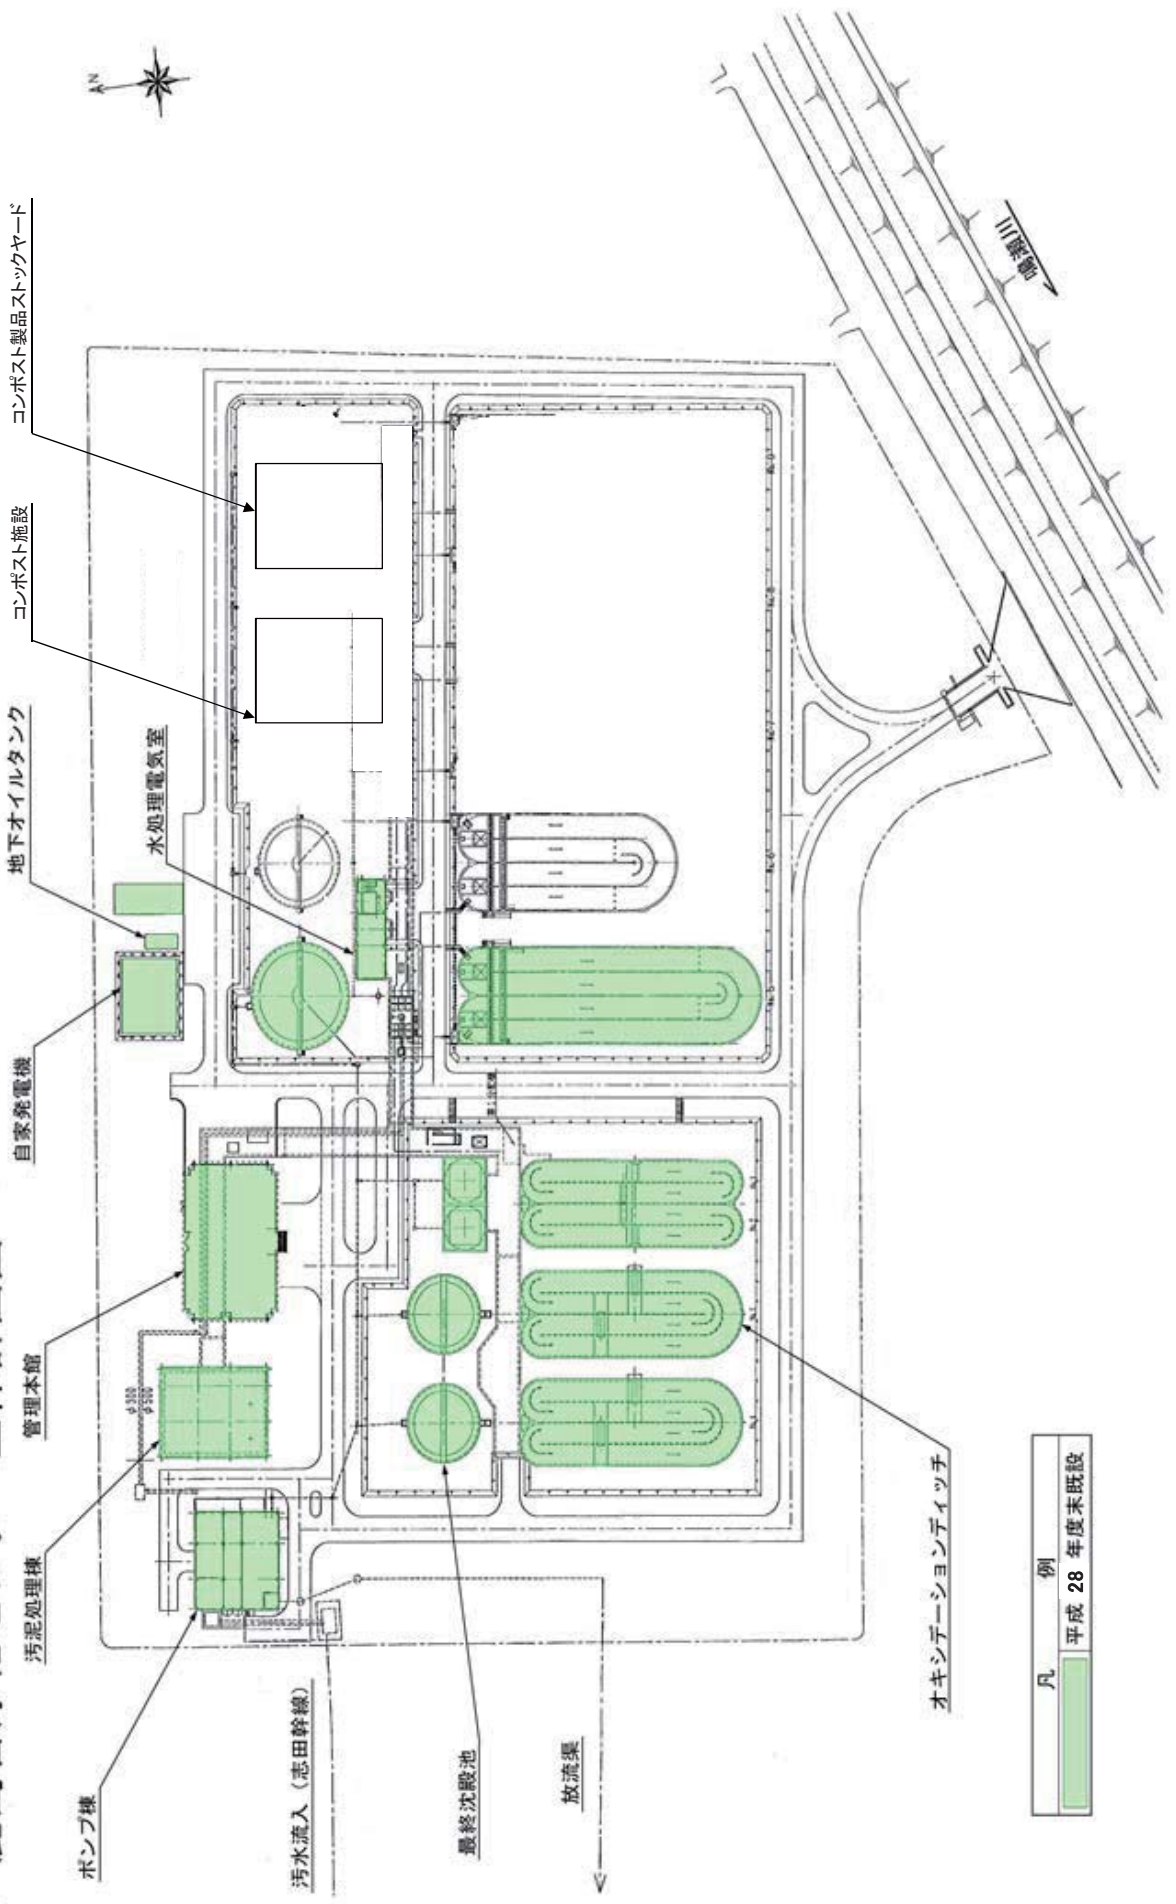 N
コンポスト製品ストックヤード
コンポスト施設
地下オイルタンク
水処理電気室
自家発電機
管理本館
汚泥処理棟
ポンプ棟
φ300
φ500
汚水流入（志田幹線）
最終沈殿池
放流渠
オキシデーションディッチ
鳴瀬川
凡 例
平成 28 年度末既設